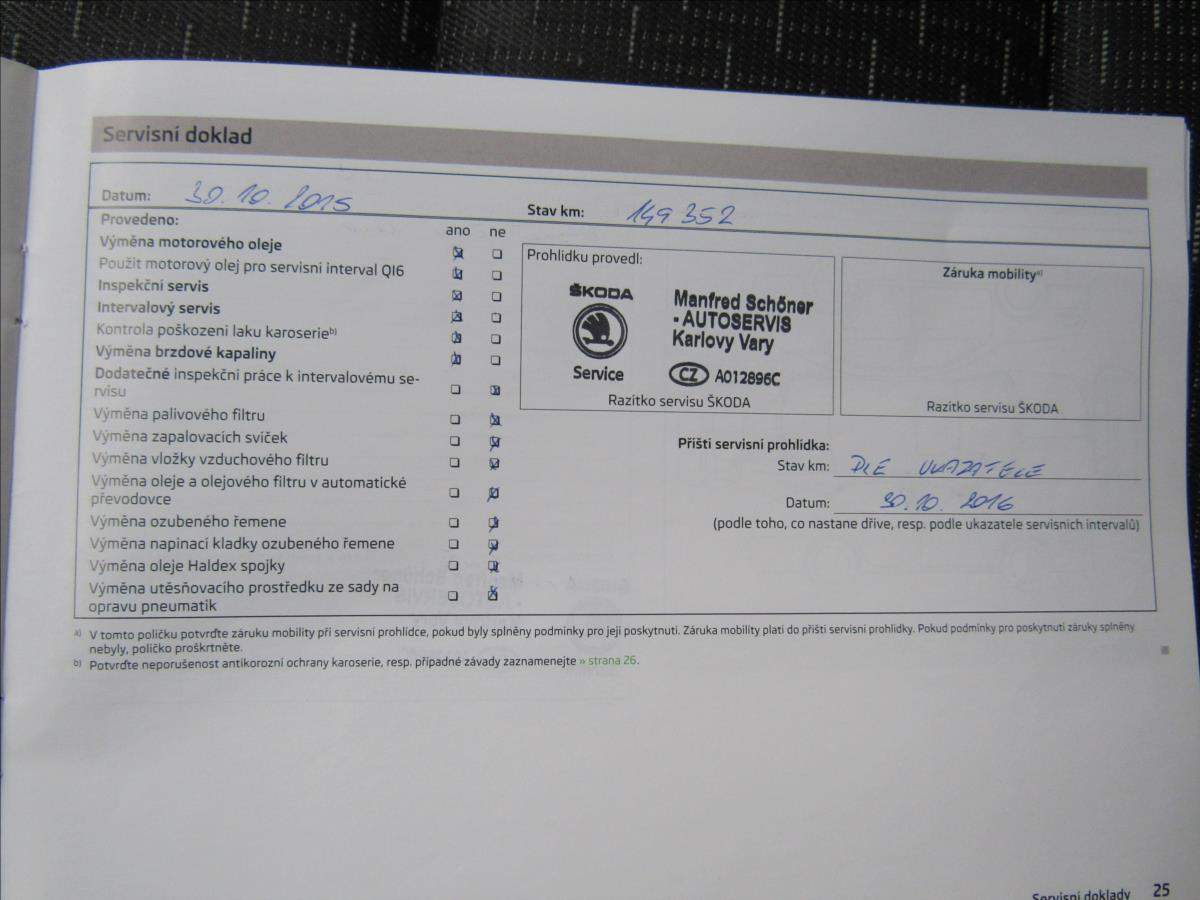 Servisní doklad
Datum: 30. 10. 2015
Stav km: 149 352
Provedeno:
ano ne
Výměna motorového oleje
Použit motorový olej pro servisní interval QI6
Inspekční servis
Intervalový servis
Kontrola poškození laku karoserie b)
Výměna brzdové kapaliny
Dodatečné inspekční práce k intervalovému se-
rvisu
Výměna palivového filtru
Výměna zapalovacích svíček
Výměna vložky vzduchového filtru
Výměna oleje a olejového filtru v automatické
převodovce
Výměna ozubeného řemene
Výměna napínací kladky ozubeného řemene
Výměna oleje Haldex spojky
Výměna utěsňovacího prostředku ze sady na
opravu pneumatik
Prohlídku provedl:
ŠKODA
Service
Manfred Schöner
- AUTOSERVIS
Karlovy Vary
CZ A012896C
Razítko servisu ŠKODA
Záruka mobility a)
Razítko servisu ŠKODA
Příští servisní prohlídka:
Stav km: DLE UKAZATELE
Datum: 30. 10. 2016
(podle toho, co nastane dříve, resp. podle ukazatele servisních intervalů)
a) V tomto políčku potvrďte záruku mobility při servisní prohlídce, pokud byly splněny podmínky pro její poskytnutí. Záruka mobility platí do příští servisní prohlídky. Pokud podmínky pro poskytnutí záruky splněny
nebyly, políčko proškrtněte.
b) Potvrďte neporušenost antikorozní ochrany karoserie, resp. případné závady zaznamenejte » strana 26.
Servisní doklady 25